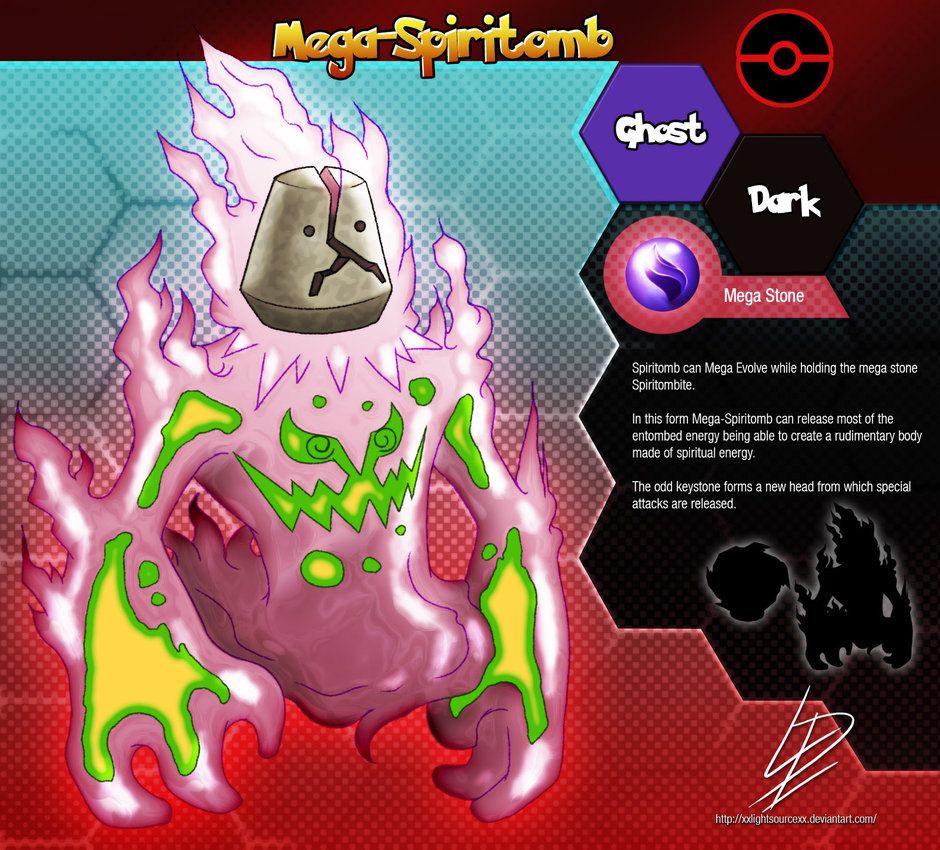 Mega-Spiritomb
Ghost
Dark
Mega Stone
Spiritomb can Mega Evolve while holding the mega stone
Spiritombite.
In this form Mega-Spiritomb can release most of the
entombed energy being able to create a rudimentary body
made of spiritual energy.
The odd keystone forms a new head from which special
attacks are released.
http://xxlightsourcexx.deviantart.com/